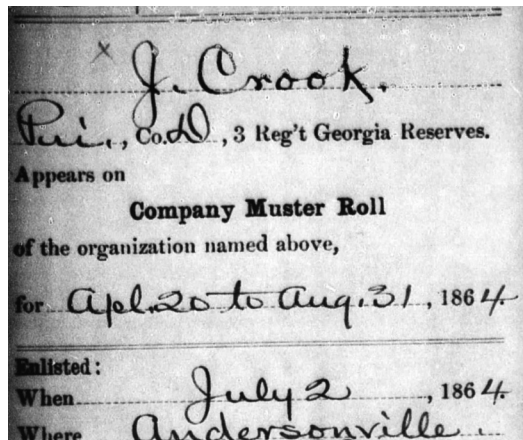 J. Crook.
Pri., Co. D, 3 Reg't Georgia Reserves.
Appears on
Company Muster Roll
of the organization named above,
for Apl. 20 to Aug. 31, 1864.
Enlisted:
When July 2, 1864.
Where Andersonville.